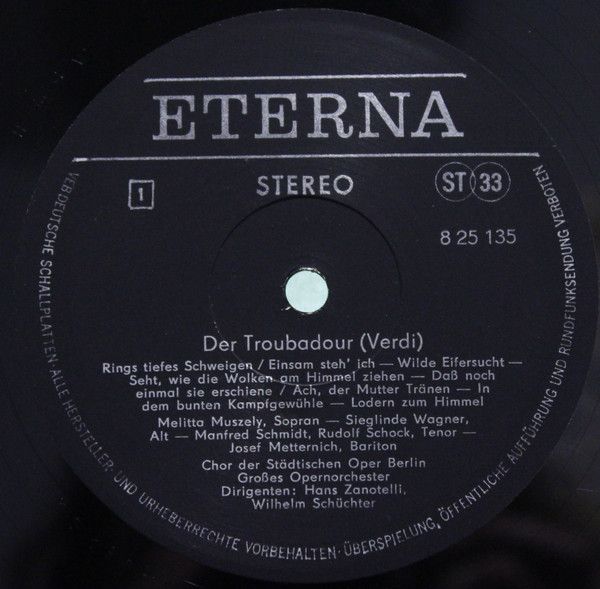 ETERNA
1 STEREO ST 33
8 25 135
Der Troubadour (Verdi)
Rings tiefes Schweigen / Einsam steh' ich — Wilde Eifersucht —
Seht, wie die Wolken am Himmel ziehen — Daß noch
einmal sie erschiene / Ach, der Mutter Tränen — In
dem bunten Kampfgewühle — Lodern zum Himmel
Melitta Muszely, Sopran — Sieglinde Wagner,
Alt — Manfred Schmidt, Rudolf Schock, Tenor —
Josef Metternich, Bariton
Chor der Städtischen Oper Berlin
Großes Opernorchester
Dirigenten: Hans Zanotelli,
Wilhelm Schüchter
VEB DEUTSCHE SCHALLPLATTEN · ALLE HERSTELLER- UND URHEBERRECHTE VORBEHALTEN · ÜBERSPIELUNG, ÖFFENTLICHE AUFFÜHRUNG UND RUNDFUNKSENDUNG VERBOTEN